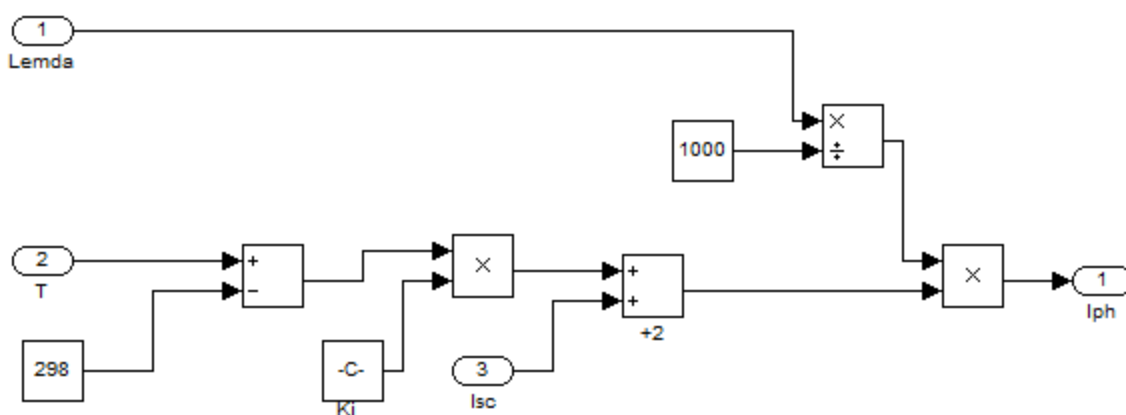 1
Lemda
×
÷
1000
2
T
+
−
×
+
+
+2
×
1
Iph
298
-C-
Ki
3
Isc